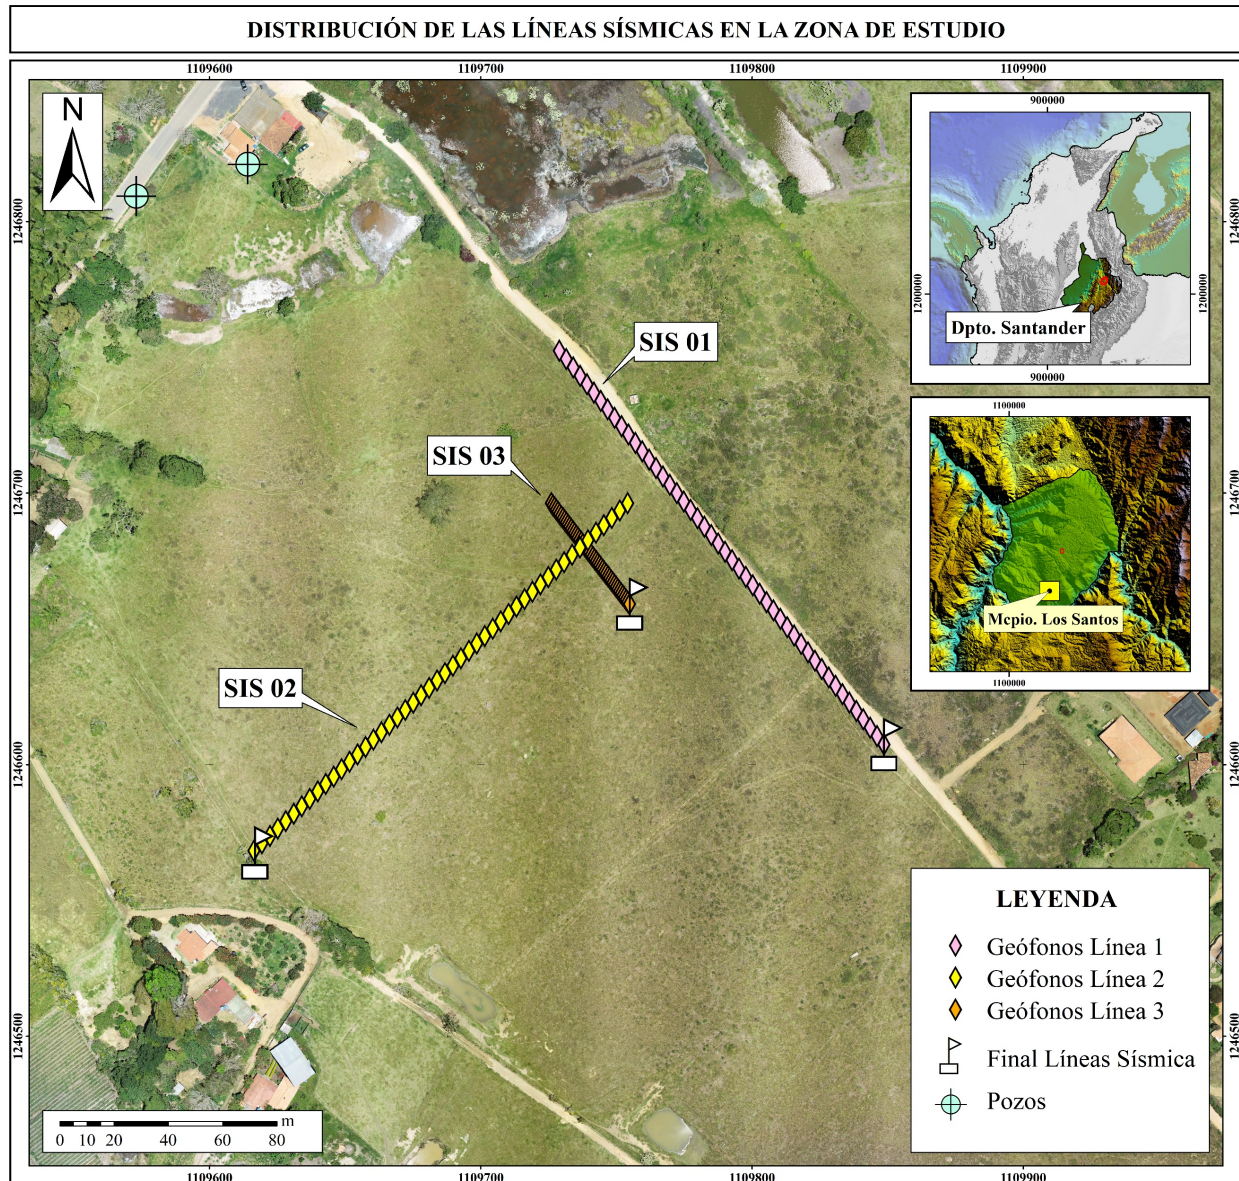 DISTRIBUCIÓN DE LAS LÍNEAS SÍSMICAS EN LA ZONA DE ESTUDIO
1109600 1109700 1109800 1109900
N
900000
1246800
1246800
1200000
1200000
Dpto. Santander
900000
SIS 01
1100000
SIS 03
1246700
1246700
Mcpio. Los Santos
1100000
SIS 02
1246600
1246600
LEYENDA
Geófonos Línea 1
Geófonos Línea 2
Geófonos Línea 3
Final Líneas Sísmica
Pozos
1246500
1246500
m
0 10 20 40 60 80
1109600 1109700 1109800 1109900